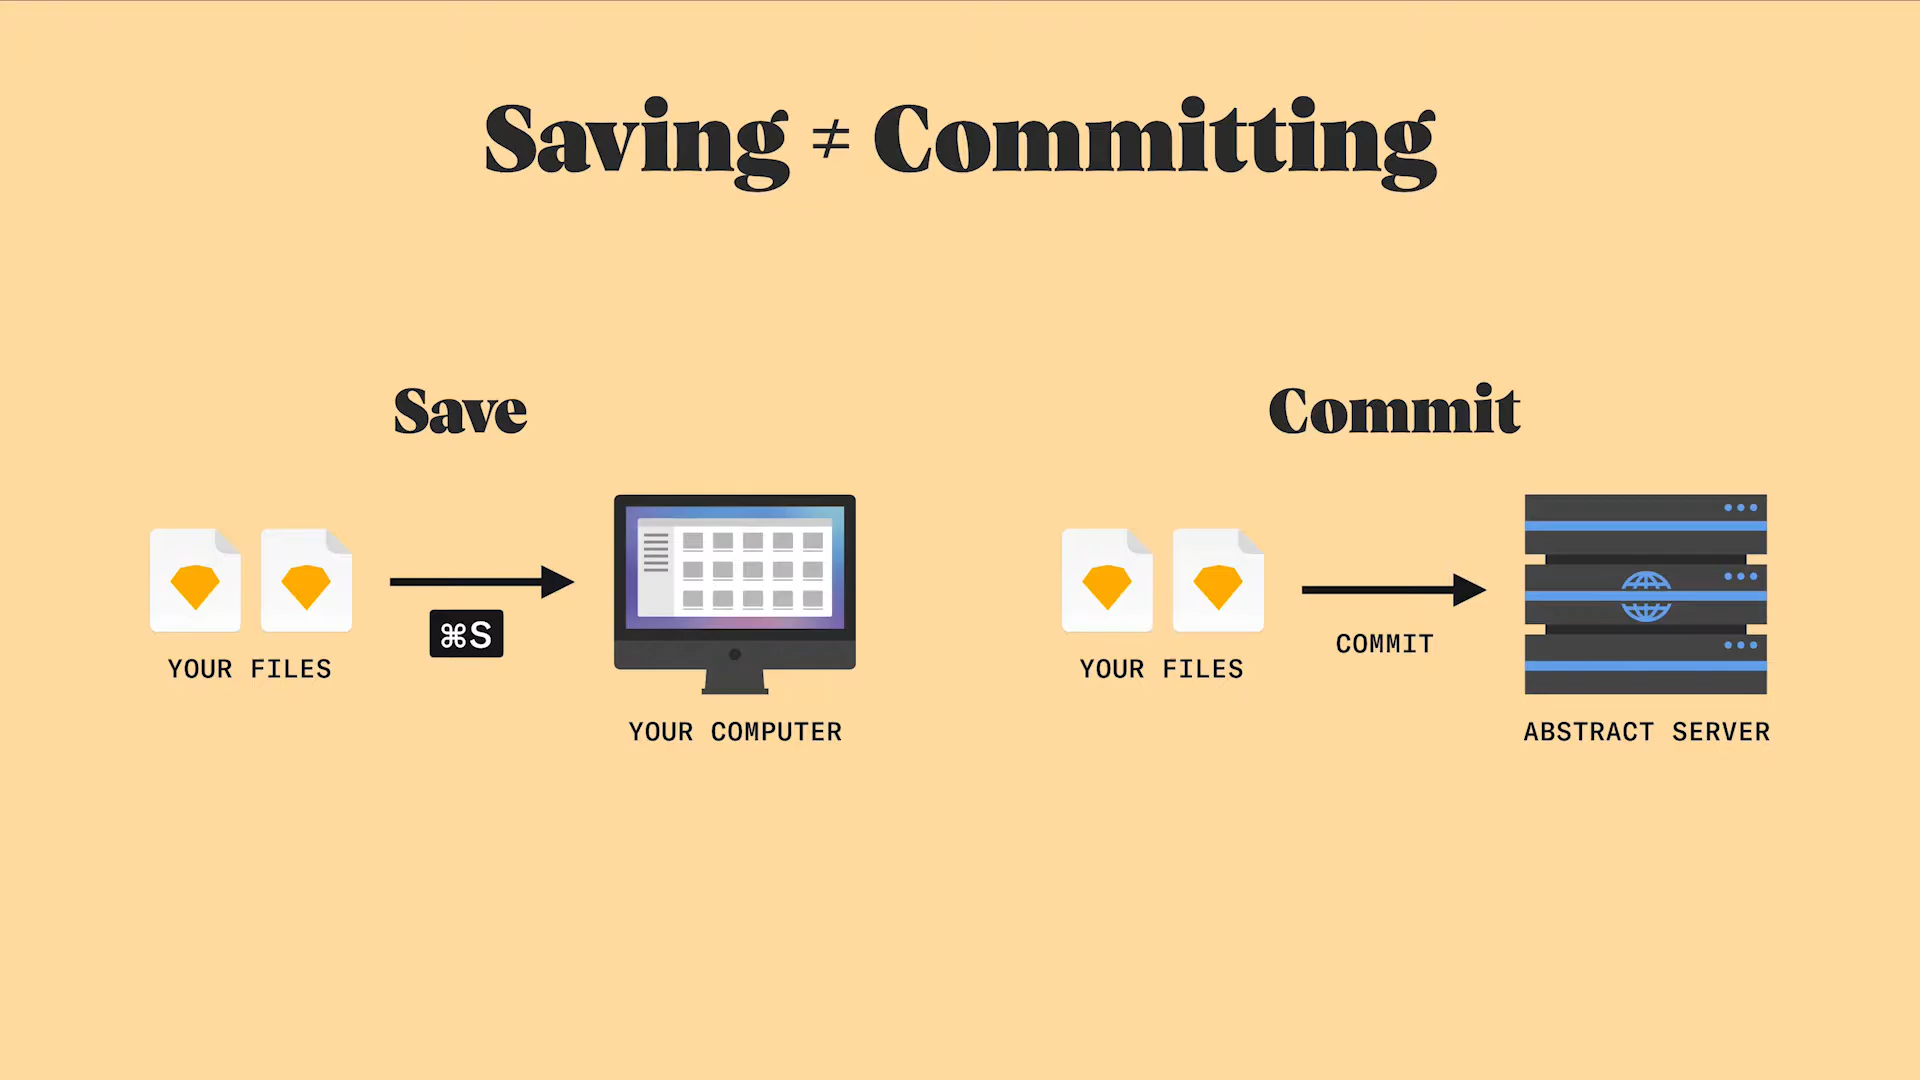 Saving ≠ Committing
Save
⌘S
YOUR FILES
YOUR COMPUTER
Commit
COMMIT
YOUR FILES
ABSTRACT SERVER